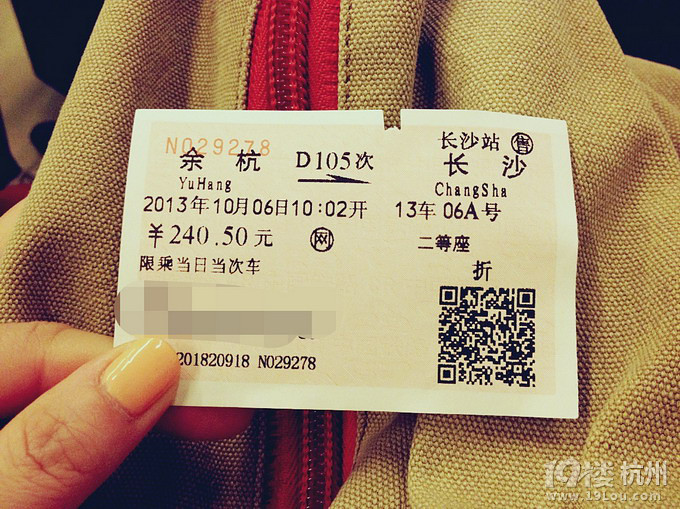 N029278
长沙站 售
余杭 D105次 长沙
YuHang ChangSha
2013年10月06日10:02开 13车 06A号
￥240.50元 网 二等座
限乘当日当次车 折
201820918 N029278
19楼 杭州
www.19lou.com